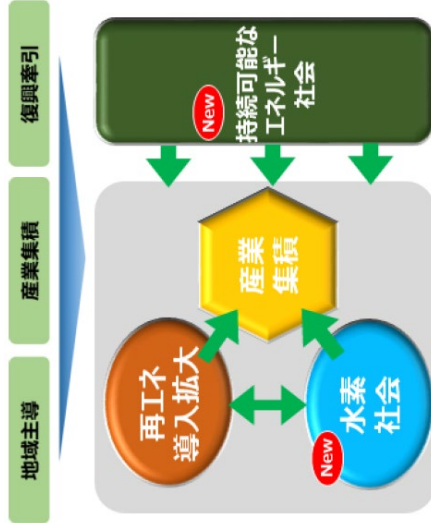 地域主導
産業集積
復興牽引
再エネ
導入拡大
New
水素
社会
産業
集積
New
持続可能な
エネルギー
社会